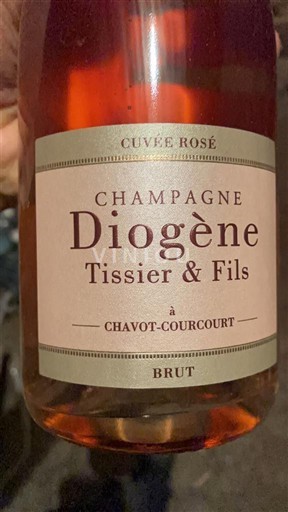 CUVÉE ROSÉ
CHAMPAGNE
Diogène
Tissier & Fils
à
CHAVOT-COURCOURT
BRUT